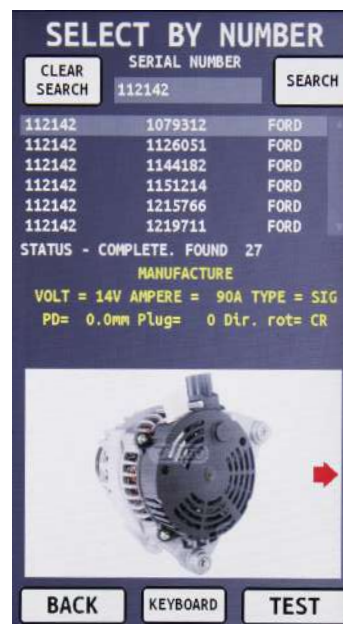 SELECT BY NUMBER
CLEAR SEARCH
SERIAL NUMBER
112142
SEARCH
112142 1079312 FORD
112142 1126051 FORD
112142 1144182 FORD
112142 1151214 FORD
112142 1215766 FORD
112142 1219711 FORD
STATUS - COMPLETE. FOUND 27
MANUFACTURE
VOLT = 14V AMPERE = 90A TYPE = SIG
PD= 0.0mm Plug= 0 Dir. rot= CR
BACK
KEYBOARD
TEST